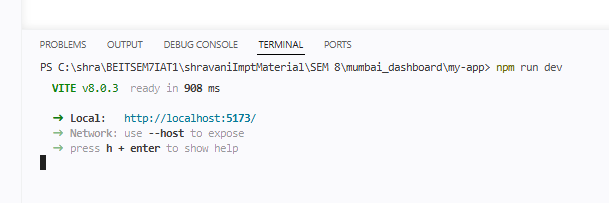 PROBLEMS OUTPUT DEBUG CONSOLE TERMINAL PORTS
PS C:\shra\BEITSEM7IAT1\shravaniImptMaterial\SEM 8\mumbai_dashboard\my-app> npm run dev
VITE v8.0.3 ready in 908 ms
➜ Local: http://localhost:5173/
➜ Network: use --host to expose
➜ press h + enter to show help